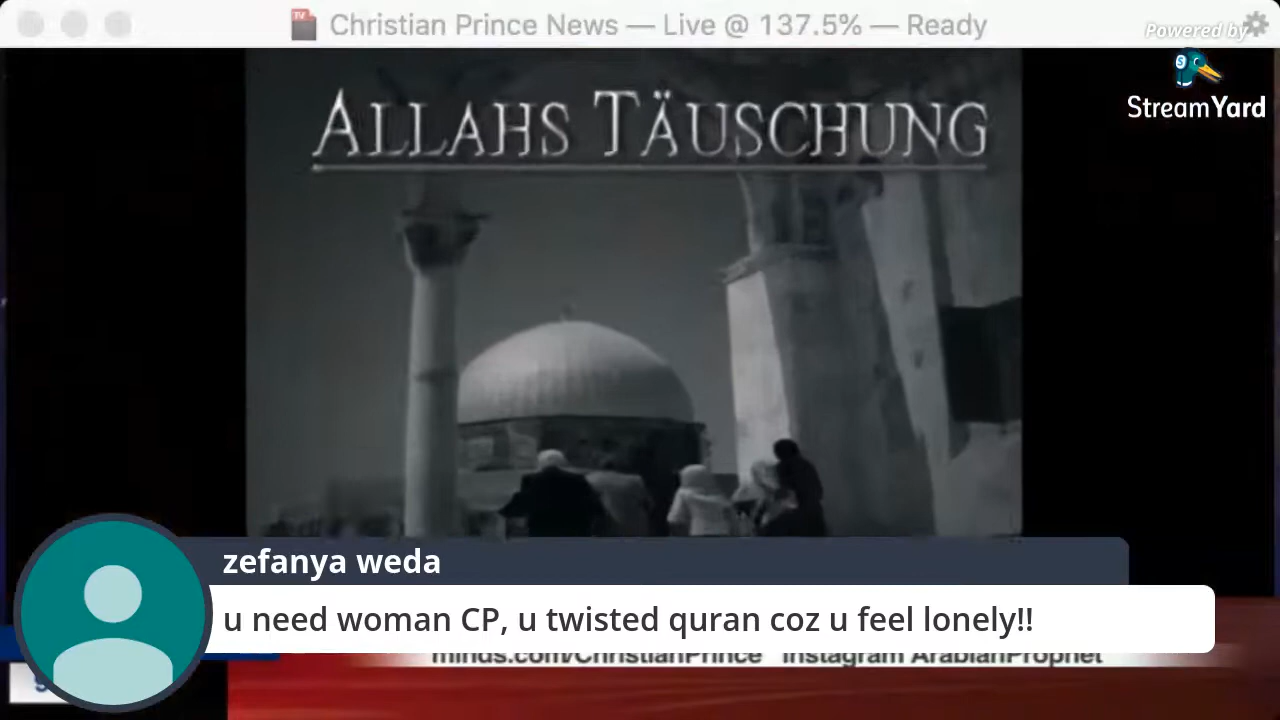 Christian Prince News — Live @ 137.5% — Ready
Powered by
StreamYard
ALLAHS TÄUSCHUNG
zefanya weda
u need woman CP, u twisted quran coz u feel lonely!!
minds.com/ChristianPrince Instagram ArabianProphet